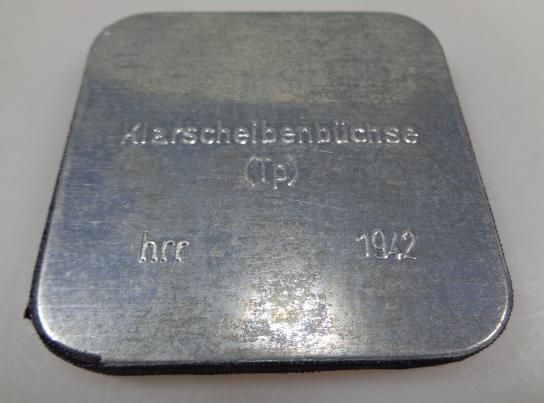 Klarscheibenbüchse
(Tp)
hrr 1942